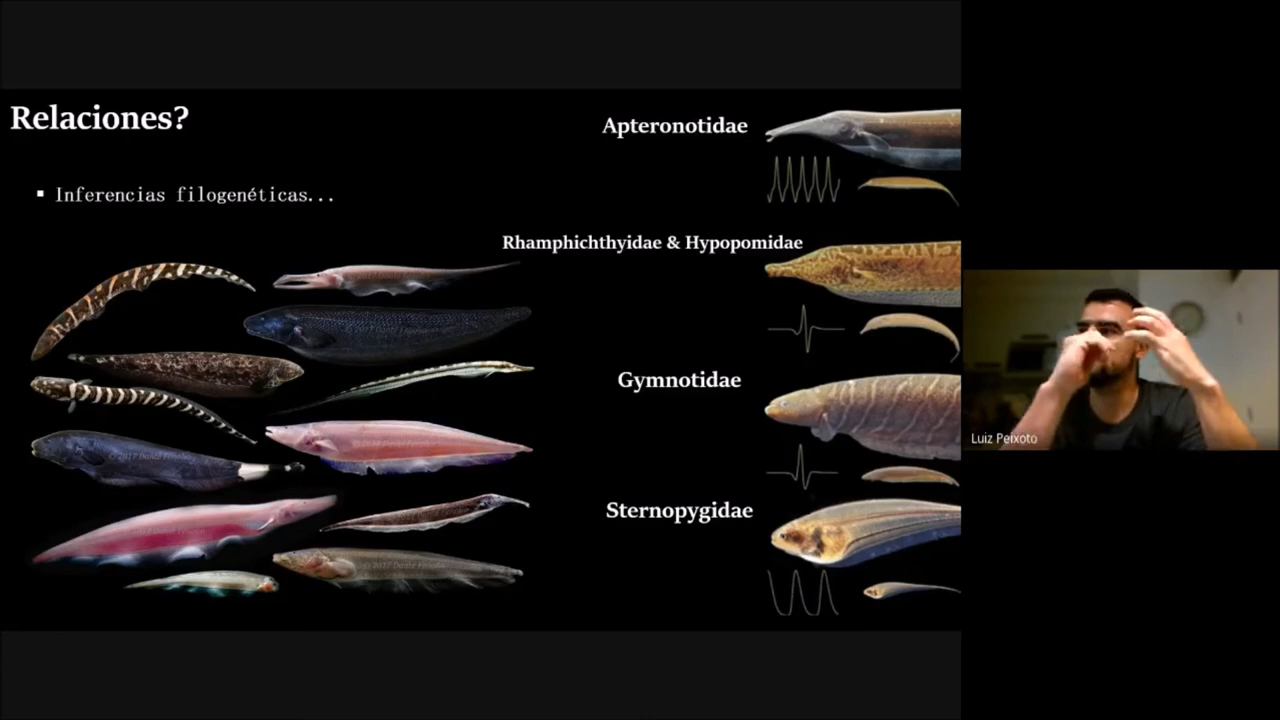 Relaciones?
▪ Inferencias filogenéticas...
Apteronotidae
Rhamphichthyidae & Hypopomidae
Gymnotidae
Sternopygidae
Luiz Peixoto